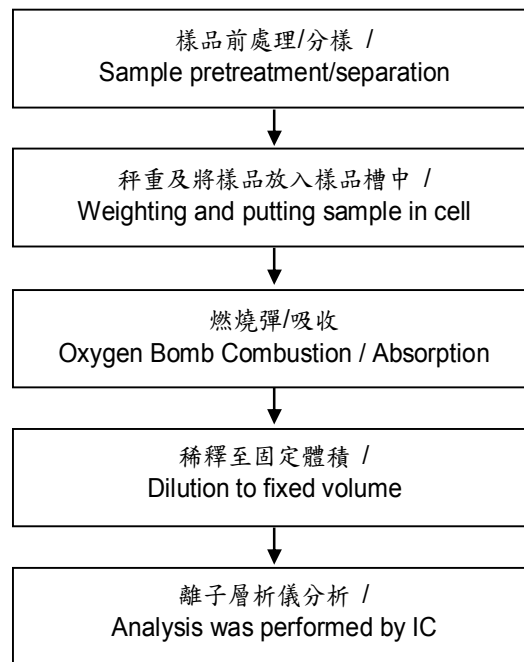 樣品前處理/分樣 /
Sample pretreatment/separation
秤重及將樣品放入樣品槽中 /
Weighting and putting sample in cell
燃燒彈/吸收
Oxygen Bomb Combustion / Absorption
稀釋至固定體積 /
Dilution to fixed volume
離子層析儀分析 /
Analysis was performed by IC